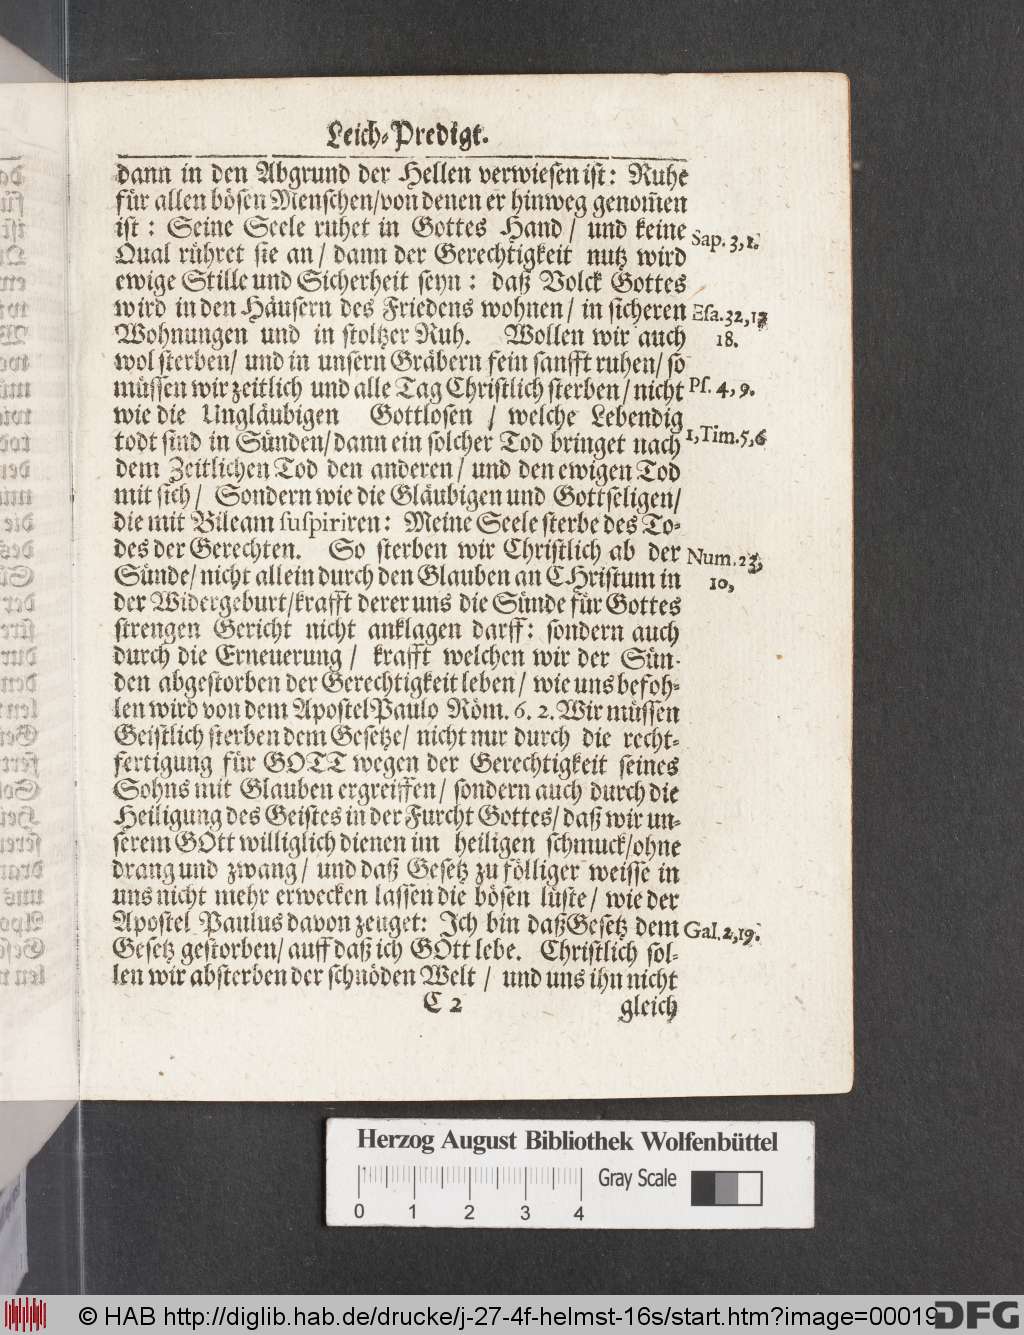 Leich-Predigt.
dann in den Abgrund der Hellen verwiesen ist: Ruhe
für allen bösen Menschen/von denen er hinweg genom̃en
ist: Seine Seele ruhet in Gottes Hand/ und keine
Sap. 3, 1.
Qual rühret sie an/ dann der Gerechtigkeit nutz wird
ewige Stille und Sicherheit seyn: daß Volck Gottes
wird in den Häusern des Friedens wohnen/ in sicheren
Esa. 32, 17
Wohnungen und in stoltzer Ruh. Wollen wir auch
18.
wol sterben/ und in unsern Gräbern fein sanfft ruhen/ so
müssen wir zeitlich und alle Tag Christlich sterben/ nicht
Ps. 4, 9.
wie die Ungläubigen Gottlosen / welche Lebendig
todt sind in Sünden/ dann ein solcher Tod bringet nach
1, Tim. 5, 6
dem Zeitlichen Tod den anderen/ und den ewigen Tod
mit sich/ Sondern wie die Gläubigen und Gottseligen/
die mit Bileam suspiriren: Meine Seele sterbe des To-
des der Gerechten. So sterben wir Christlich ab der
Num. 23,
Sünde/ nicht allein durch den Glauben an CHristum in
10,
der Widergeburt/krafft derer uns die Sünde für Gottes
strengen Gericht nicht anklagen darff: sondern auch
durch die Erneuerung / krafft welchen wir der Sün-
den abgestorben der Gerechtigkeit leben/ wie uns befoh-
len wird von dem Apostel Paulo Röm. 6. 2. Wir müssen
Geistlich sterben dem Gesetze/ nicht nur durch die recht-
fertigung für GOTT wegen der Gerechtigkeit seines
Sohns mit Glauben ergreiffen/ sondern auch durch die
Heiligung des Geistes in der Furcht Gottes/ daß wir un-
serem GOtt williglich dienen im heiligen schmuck/ohne
drang und zwang/ und daß Gesetz zu fölliger weisse in
uns nicht mehr erwecken lassen die bösen lüste/ wie der
Apostel Paulus davon zeuget: Ich bin daß Gesetz dem
Gal. 2, 19.
Gesetz gestorben/ auff daß ich GOtt lebe. Christlich sol-
len wir absterben der schnöden Welt / und uns ihn nicht
C 2
gleich
Herzog August Bibliothek Wolfenbüttel
Gray Scale
0 1 2 3 4
© HAB http://diglib.hab.de/drucke/j-27-4f-helmst-16s/start.htm?image=00019
DFG